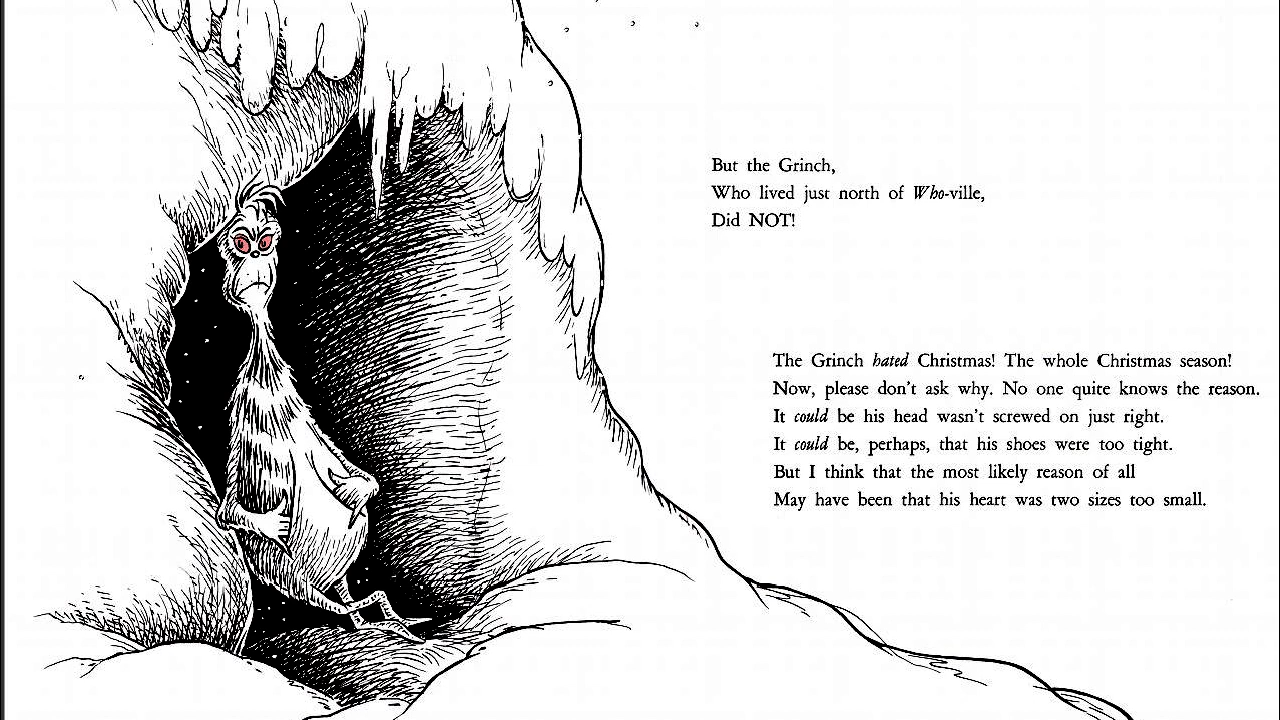 But the Grinch,
Who lived just north of Who-ville,
Did NOT!
The Grinch hated Christmas! The whole Christmas season!
Now, please don't ask why. No one quite knows the reason.
It could be his head wasn't screwed on just right.
It could be, perhaps, that his shoes were too tight.
But I think that the most likely reason of all
May have been that his heart was two sizes too small.